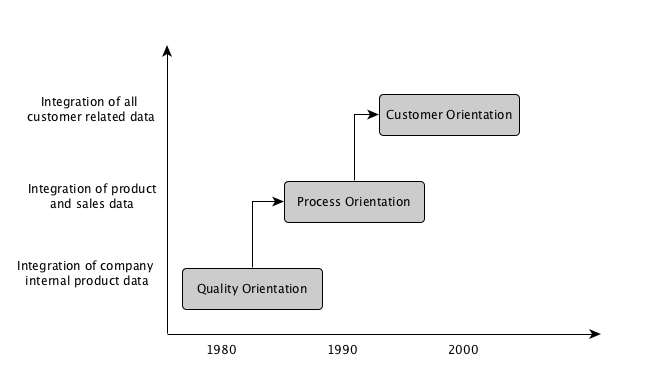 Integration of all
customer related data
Customer Orientation
Integration of product
and sales data
Process Orientation
Integration of company
internal product data
Quality Orientation
1980
1990
2000